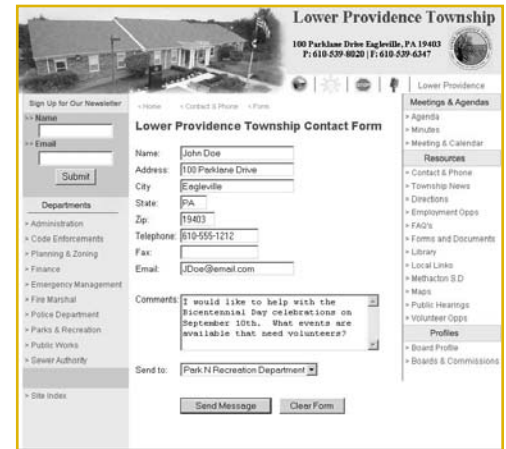 Lower Providence Township
100 Parklane Drive Eagleville, PA 19403
P: 610-539-8020 | F: 610-539-6347
Lower Providence
Sign Up for Our Newsletter
>> Name
>> Email
Submit
Departments
» Administration
» Code Enforcements
» Planning & Zoning
» Finance
» Emergency Management
» Fire Marshal
» Police Department
» Parks & Recreation
» Public Works
» Sewer Authority
» Site Index
« Home « Contact & Phone « Form
Lower Providence Township Contact Form
Name: John Doe
Address: 100 Parklane Drive
City Eagleville
State: PA
Zip: 19403
Telephone: 610-555-1212
Fax:
Email: JDoe@email.com
Comments: I would like to help with the
Bicentennial Day celebrations on
September 10th. What events are
available that need volunteers?
Send to: Park N Recreation Department
Send Message Clear Form
Meetings & Agendas
» Agenda
» Minutes
» Meeting & Calendar
Resources
» Contact & Phone
» Township News
» Directions
» Employment Opps
» FAQ's
» Forms and Documents
» Library
» Local Links
» Methacton S.D
» Maps
» Public Hearings
» Volunteer Opps
Profiles
» Board Profile
» Boards & Commissions